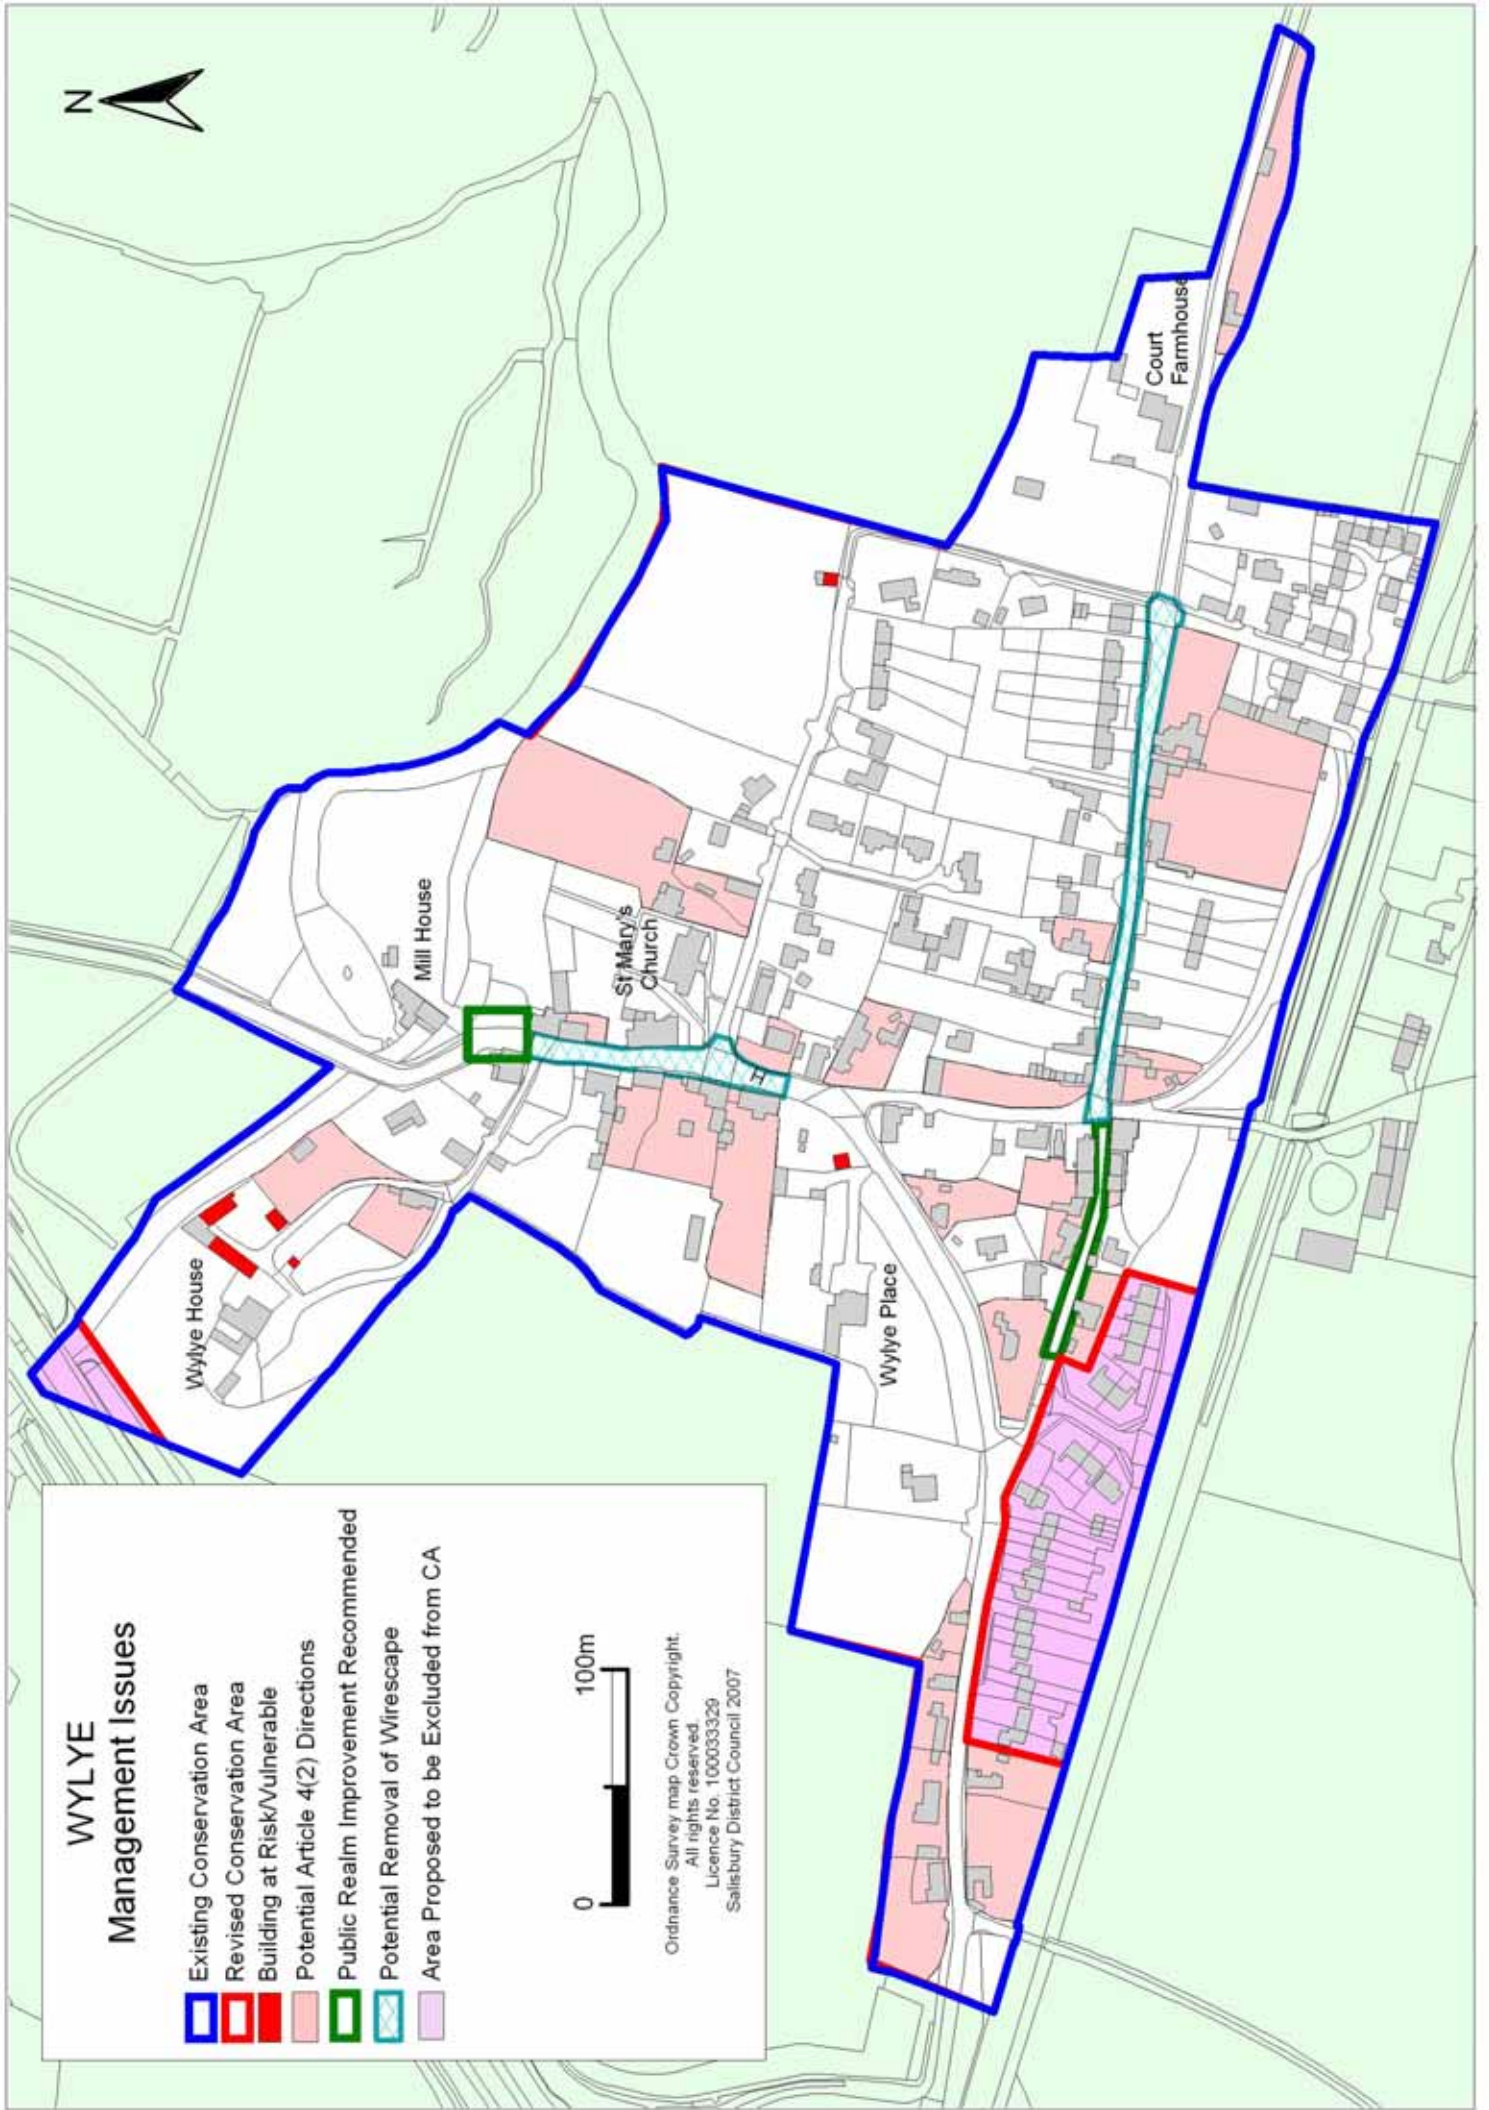 WYLYE
Management Issues
Existing Conservation Area
Revised Conservation Area
Building at Risk/Vulnerable
Potential Article 4(2) Directions
Public Realm Improvement Recommended
Potential Removal of Wirescape
Area Proposed to be Excluded from CA
0 100m
Ordnance Survey map Crown Copyright.
All rights reserved.
Licence No. 100033329
Salisbury District Council 2007
N
Wylye House
Mill House
St Mary's
Church
H
Wylye Place
Court
Farmhouse